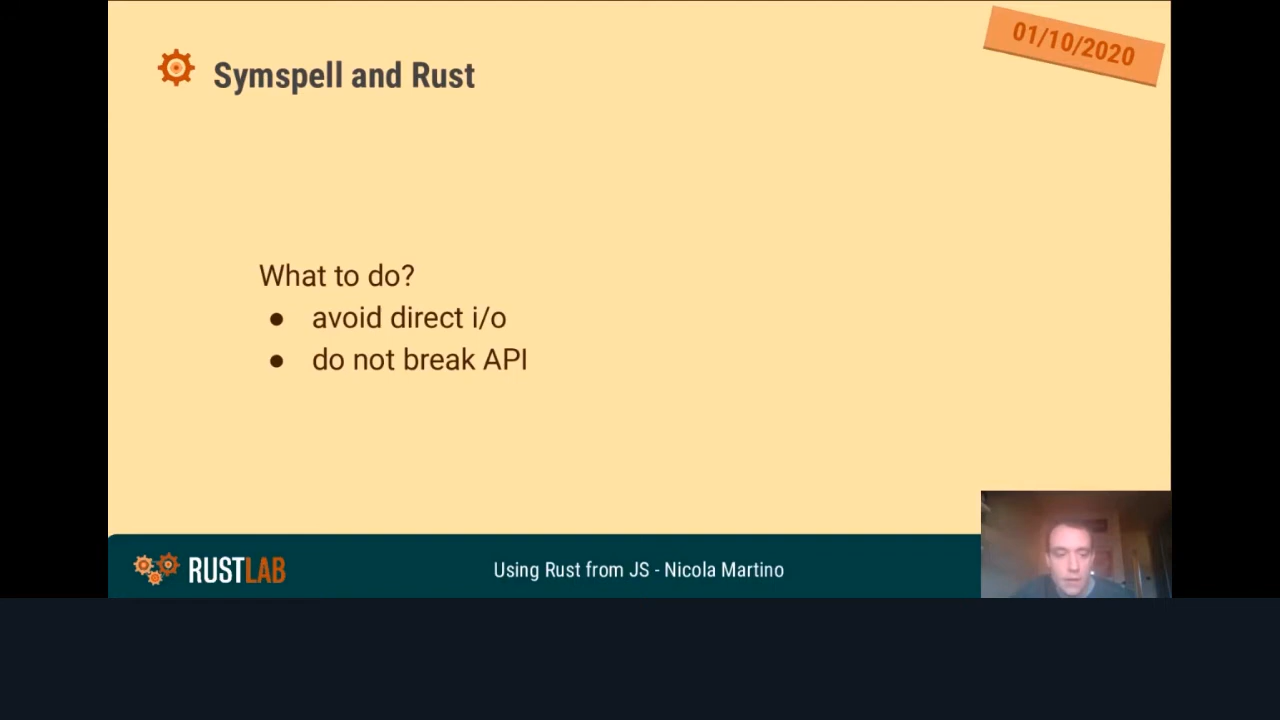 01/10/2020
Symspell and Rust
What to do?
● avoid direct i/o
● do not break API
RUSTLAB
Using Rust from JS - Nicola Martino